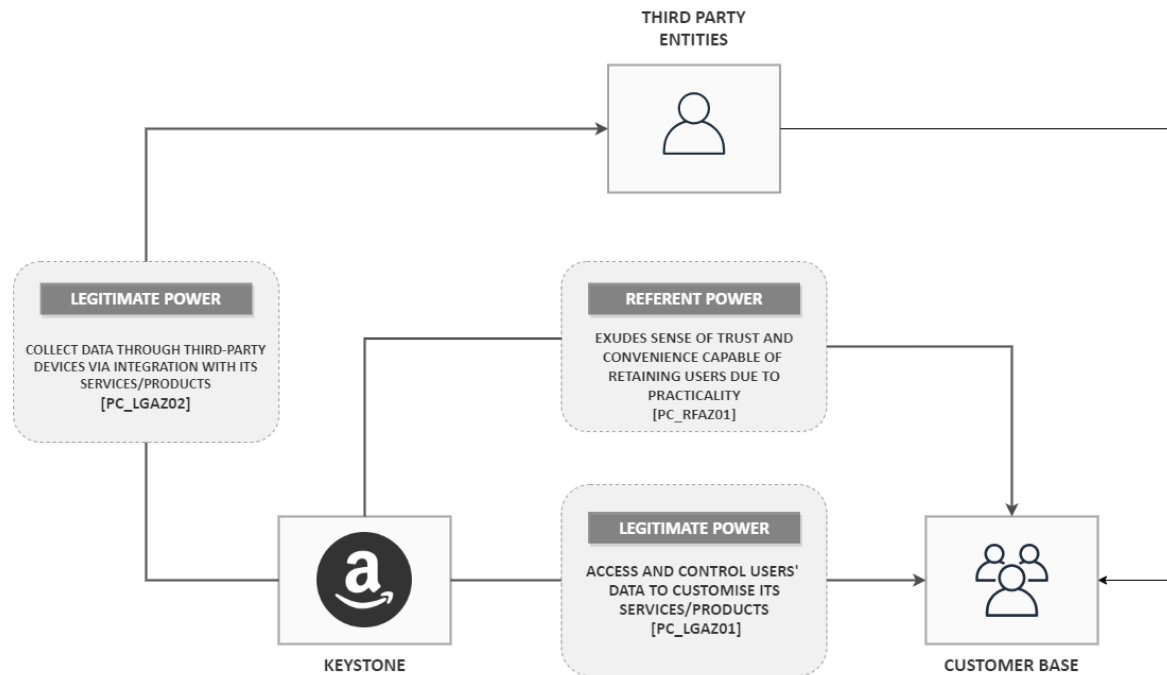 THIRD PARTY
ENTITIES
LEGITIMATE POWER
COLLECT DATA THROUGH THIRD-PARTY
DEVICES VIA INTEGRATION WITH ITS
SERVICES/PRODUCTS
[PC_LGAZ02]
REFERENT POWER
EXUDES SENSE OF TRUST AND
CONVENIENCE CAPABLE OF
RETAINING USERS DUE TO
PRACTICALITY
[PC_RFAZ01]
LEGITIMATE POWER
ACCESS AND CONTROL USERS'
DATA TO CUSTOMISE ITS
SERVICES/PRODUCTS
[PC_LGAZ01]
a
KEYSTONE
CUSTOMER BASE